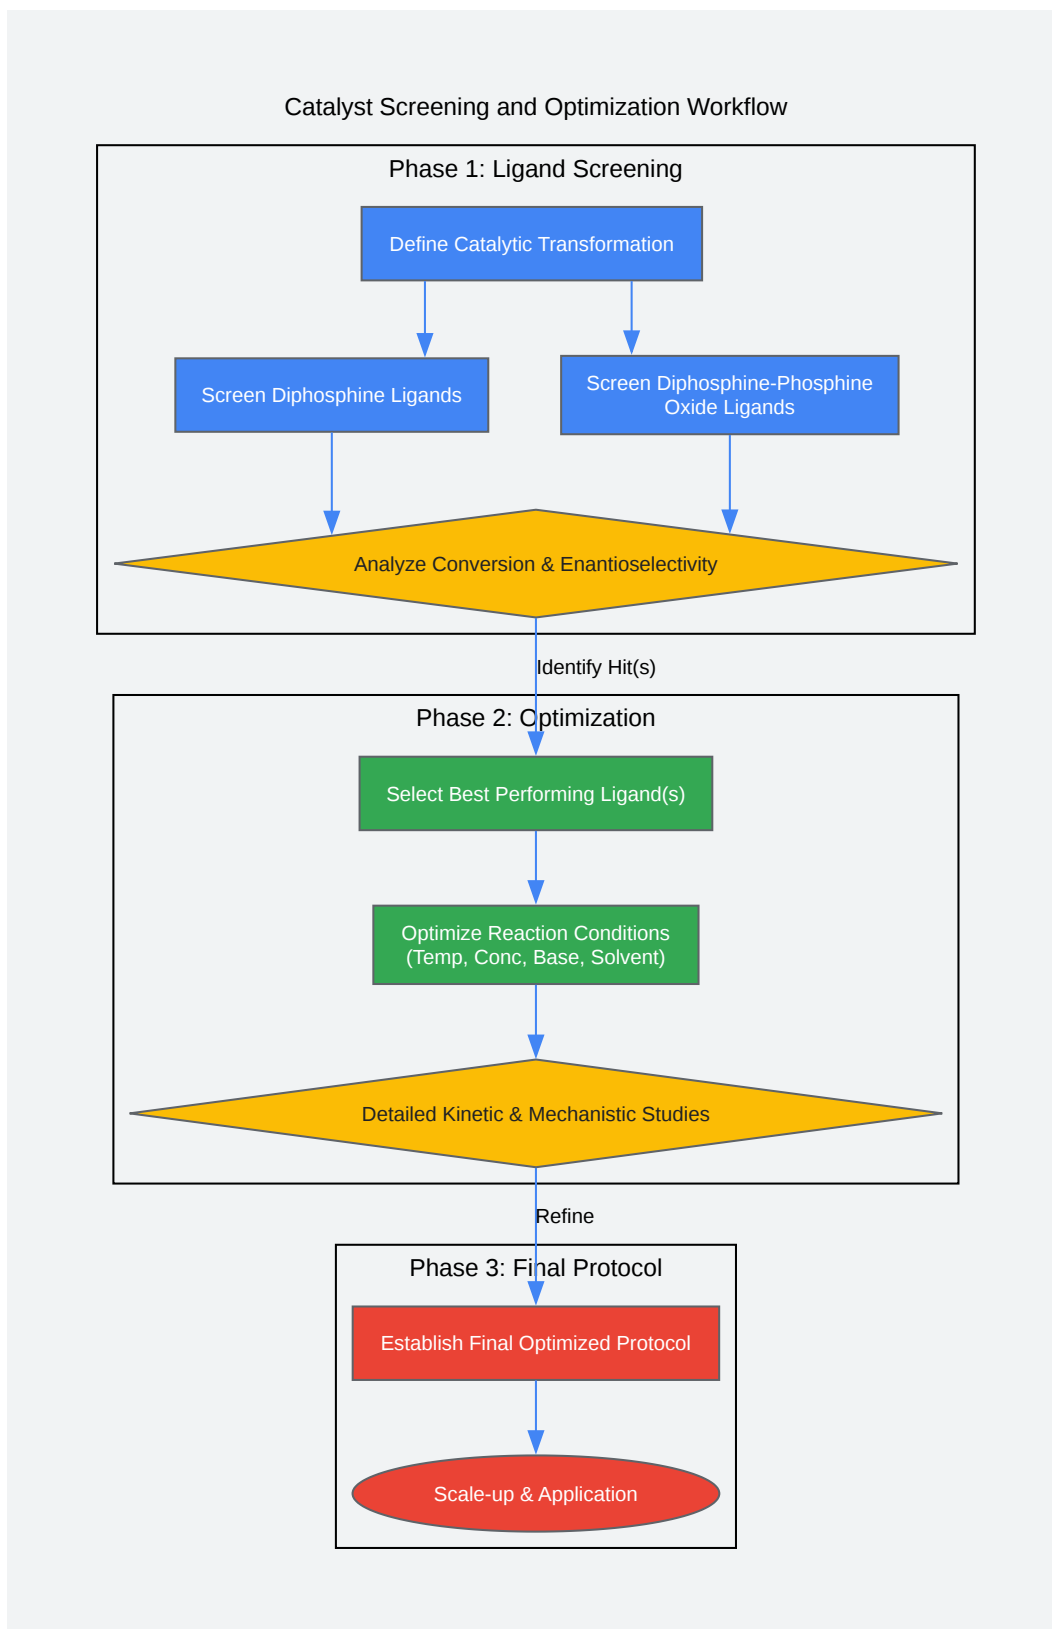 Catalyst Screening and Optimization Workflow
Phase 1: Ligand Screening
Define Catalytic Transformation
Screen Diphosphine Ligands
Screen Diphosphine-Phosphine
Oxide Ligands
Analyze Conversion & Enantioselectivity
Identify Hit(s)
Phase 2: Optimization
Select Best Performing Ligand(s)
Optimize Reaction Conditions
(Temp, Conc, Base, Solvent)
Detailed Kinetic & Mechanistic Studies
Refine
Phase 3: Final Protocol
Establish Final Optimized Protocol
Scale-up & Application